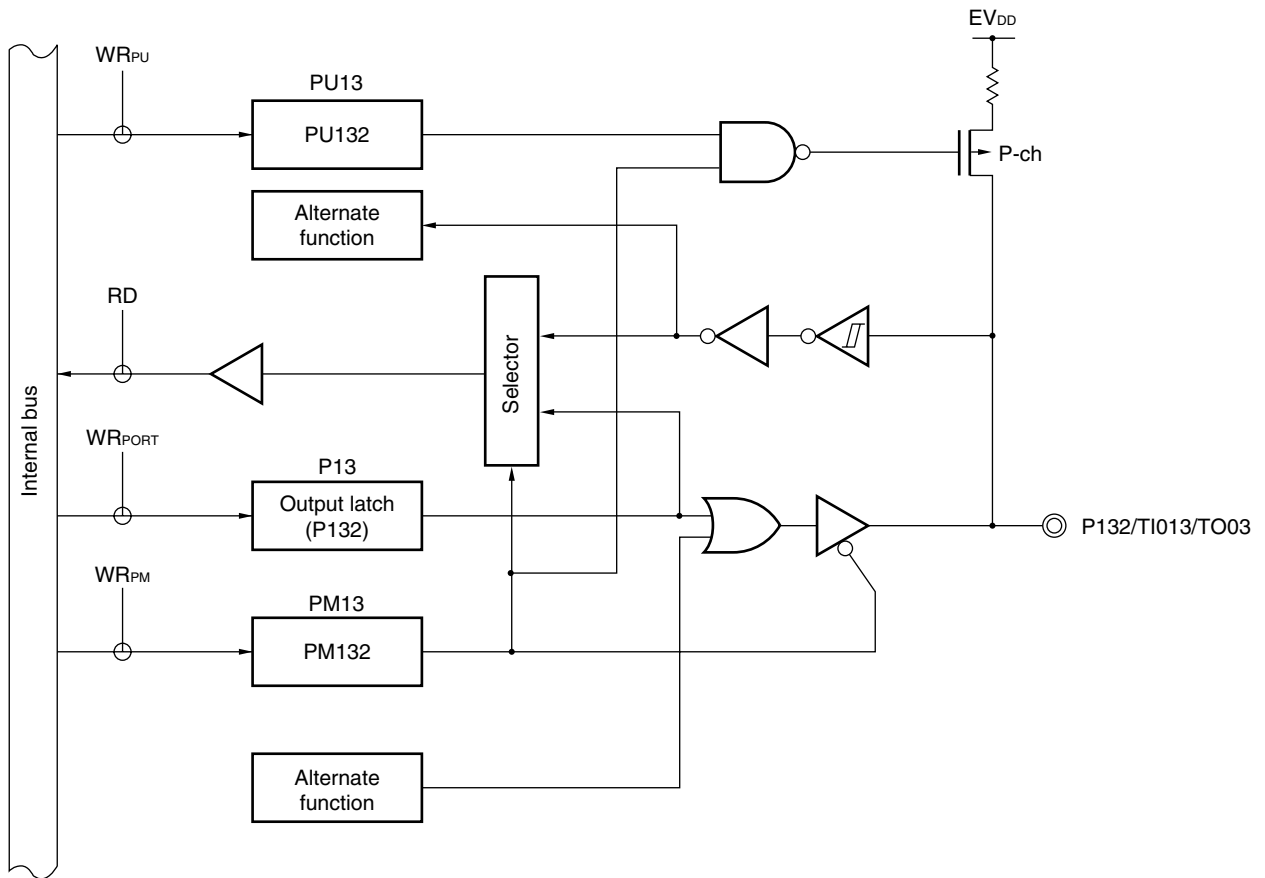 EVDD
WRPU
PU13
PU132
P-ch
Alternate
function
RD
Selector
Internal bus
WRPORT
P13
Output latch
(P132)
P132/TI013/TO03
WRPM
PM13
PM132
Alternate
function